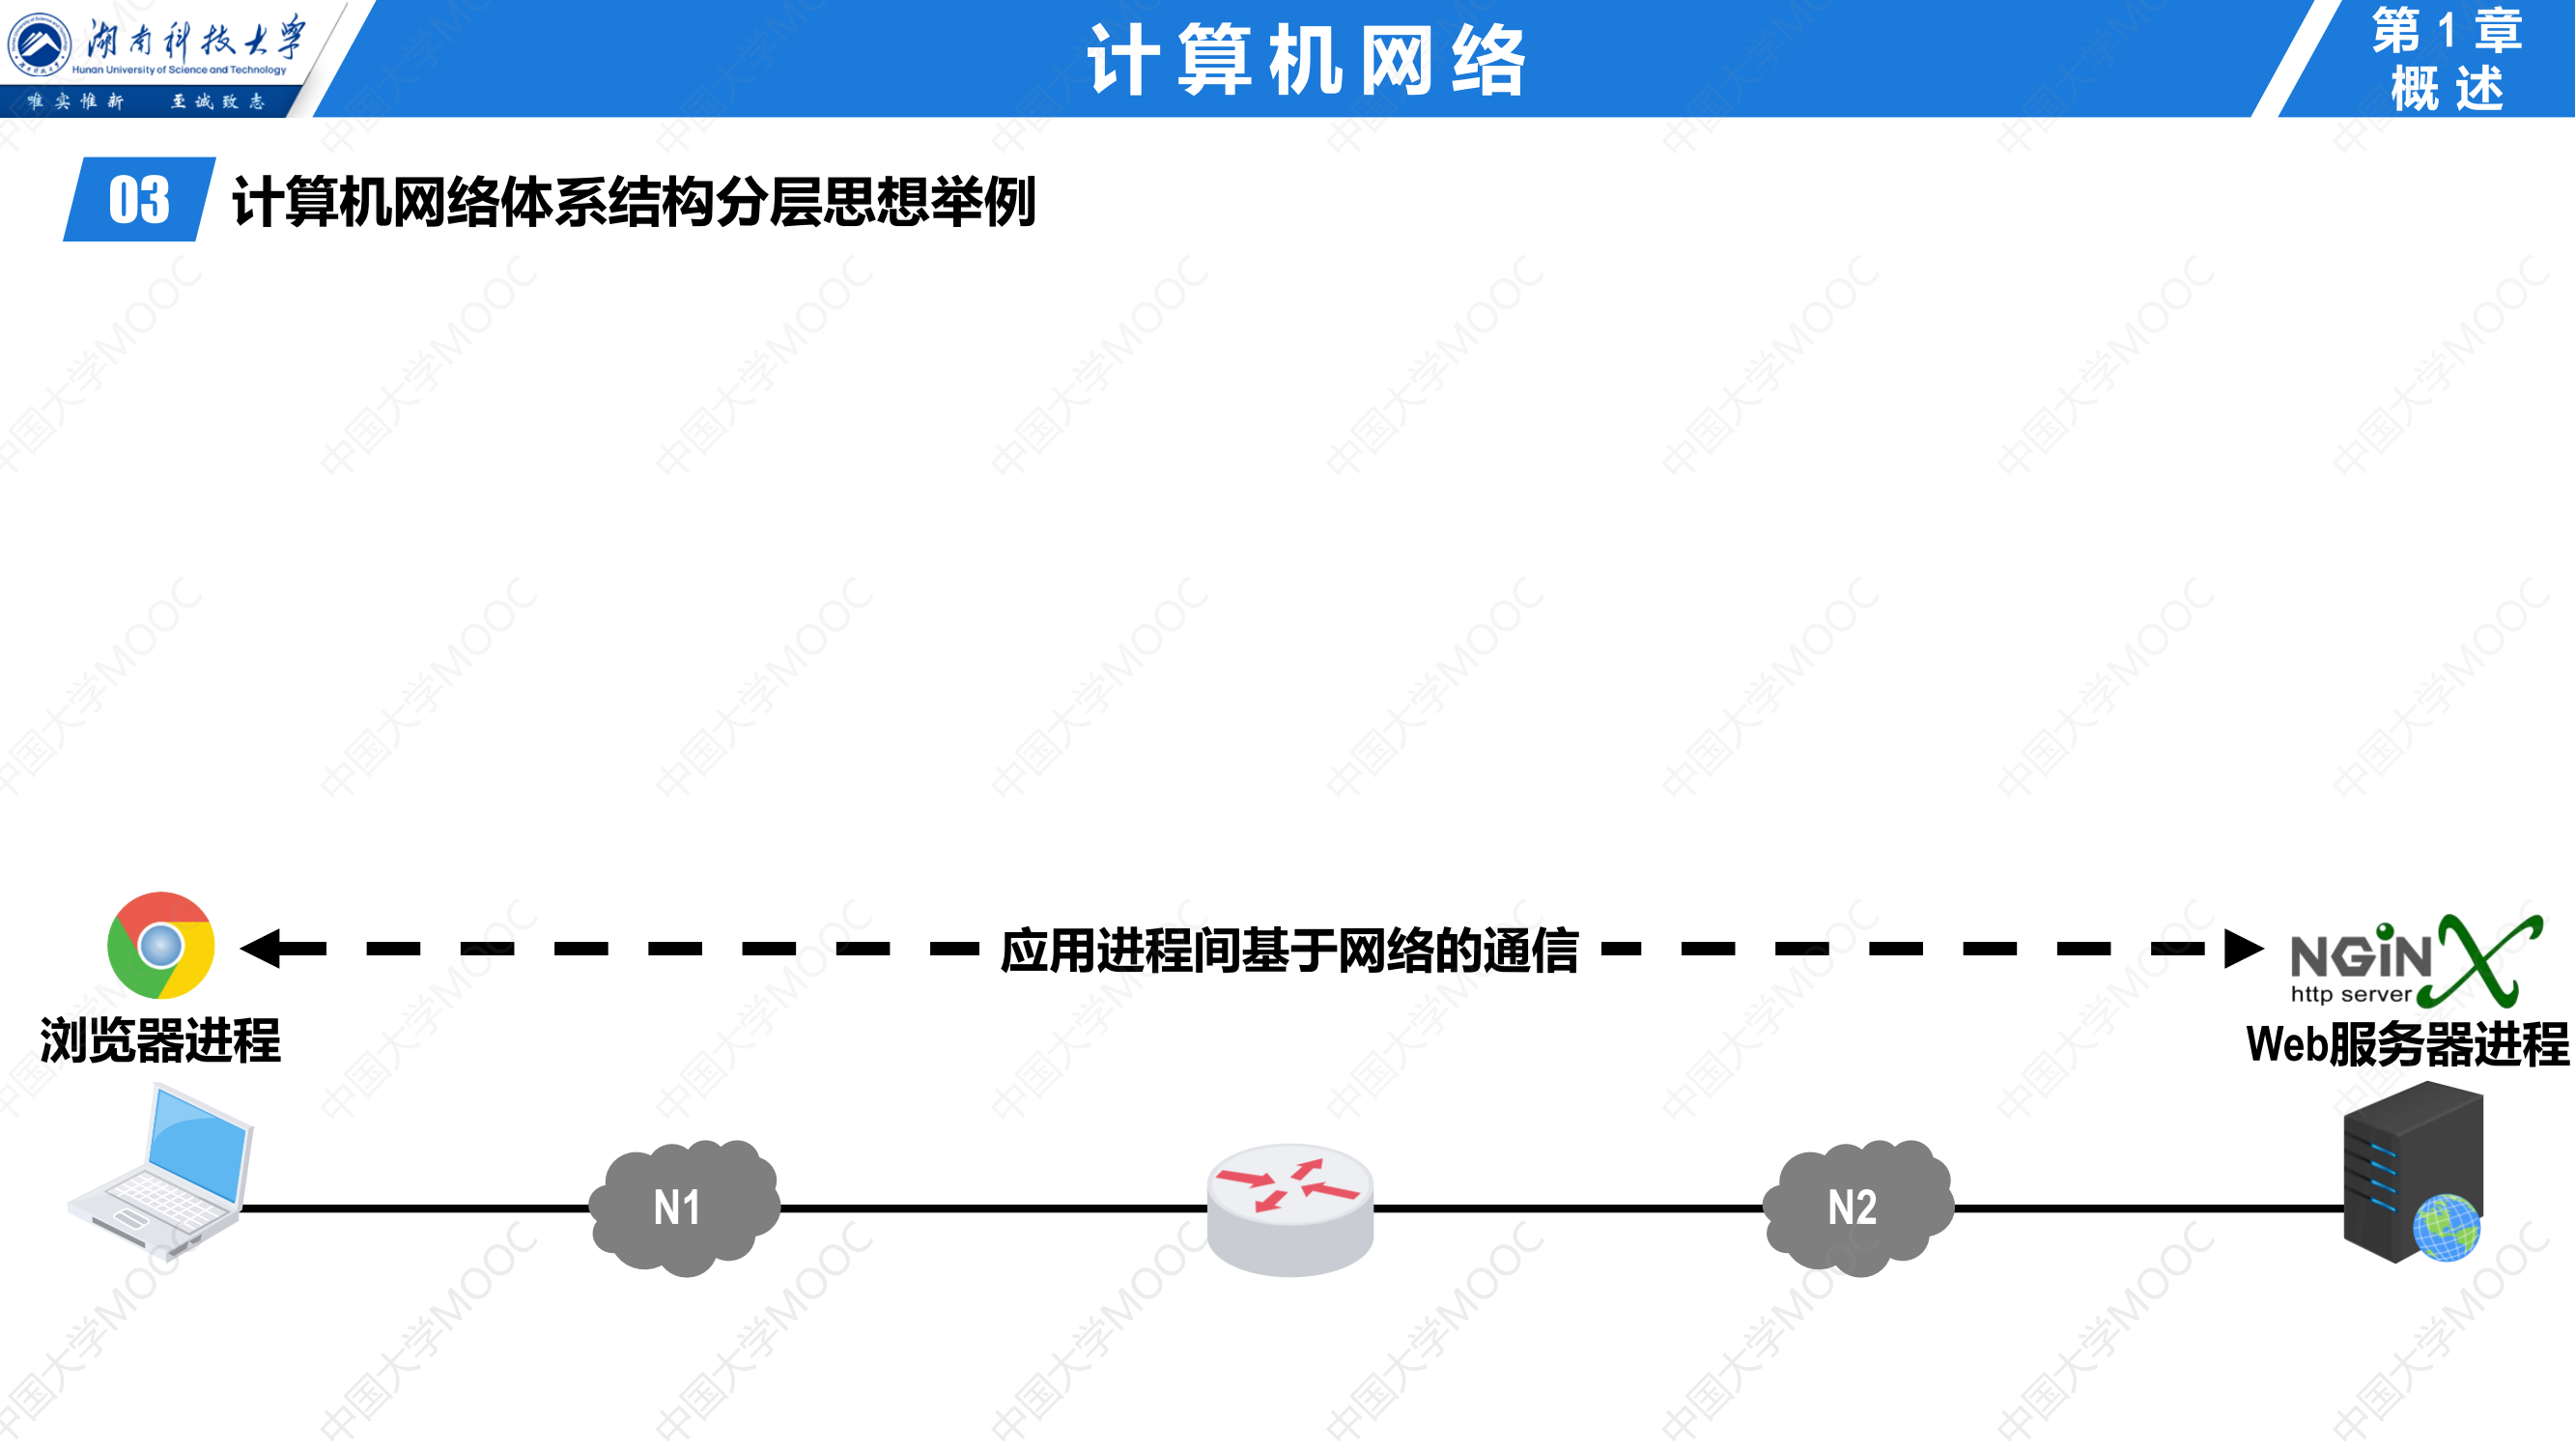 湖南科技大学
Hunan University of Science and Technology
唯实惟新 至诚致志
计算机网络
第1章
概述
03 计算机网络体系结构分层思想举例
应用进程间基于网络的通信
NGiNX
http server
浏览器进程
Web服务器进程
N1
N2
中国大学MOOC